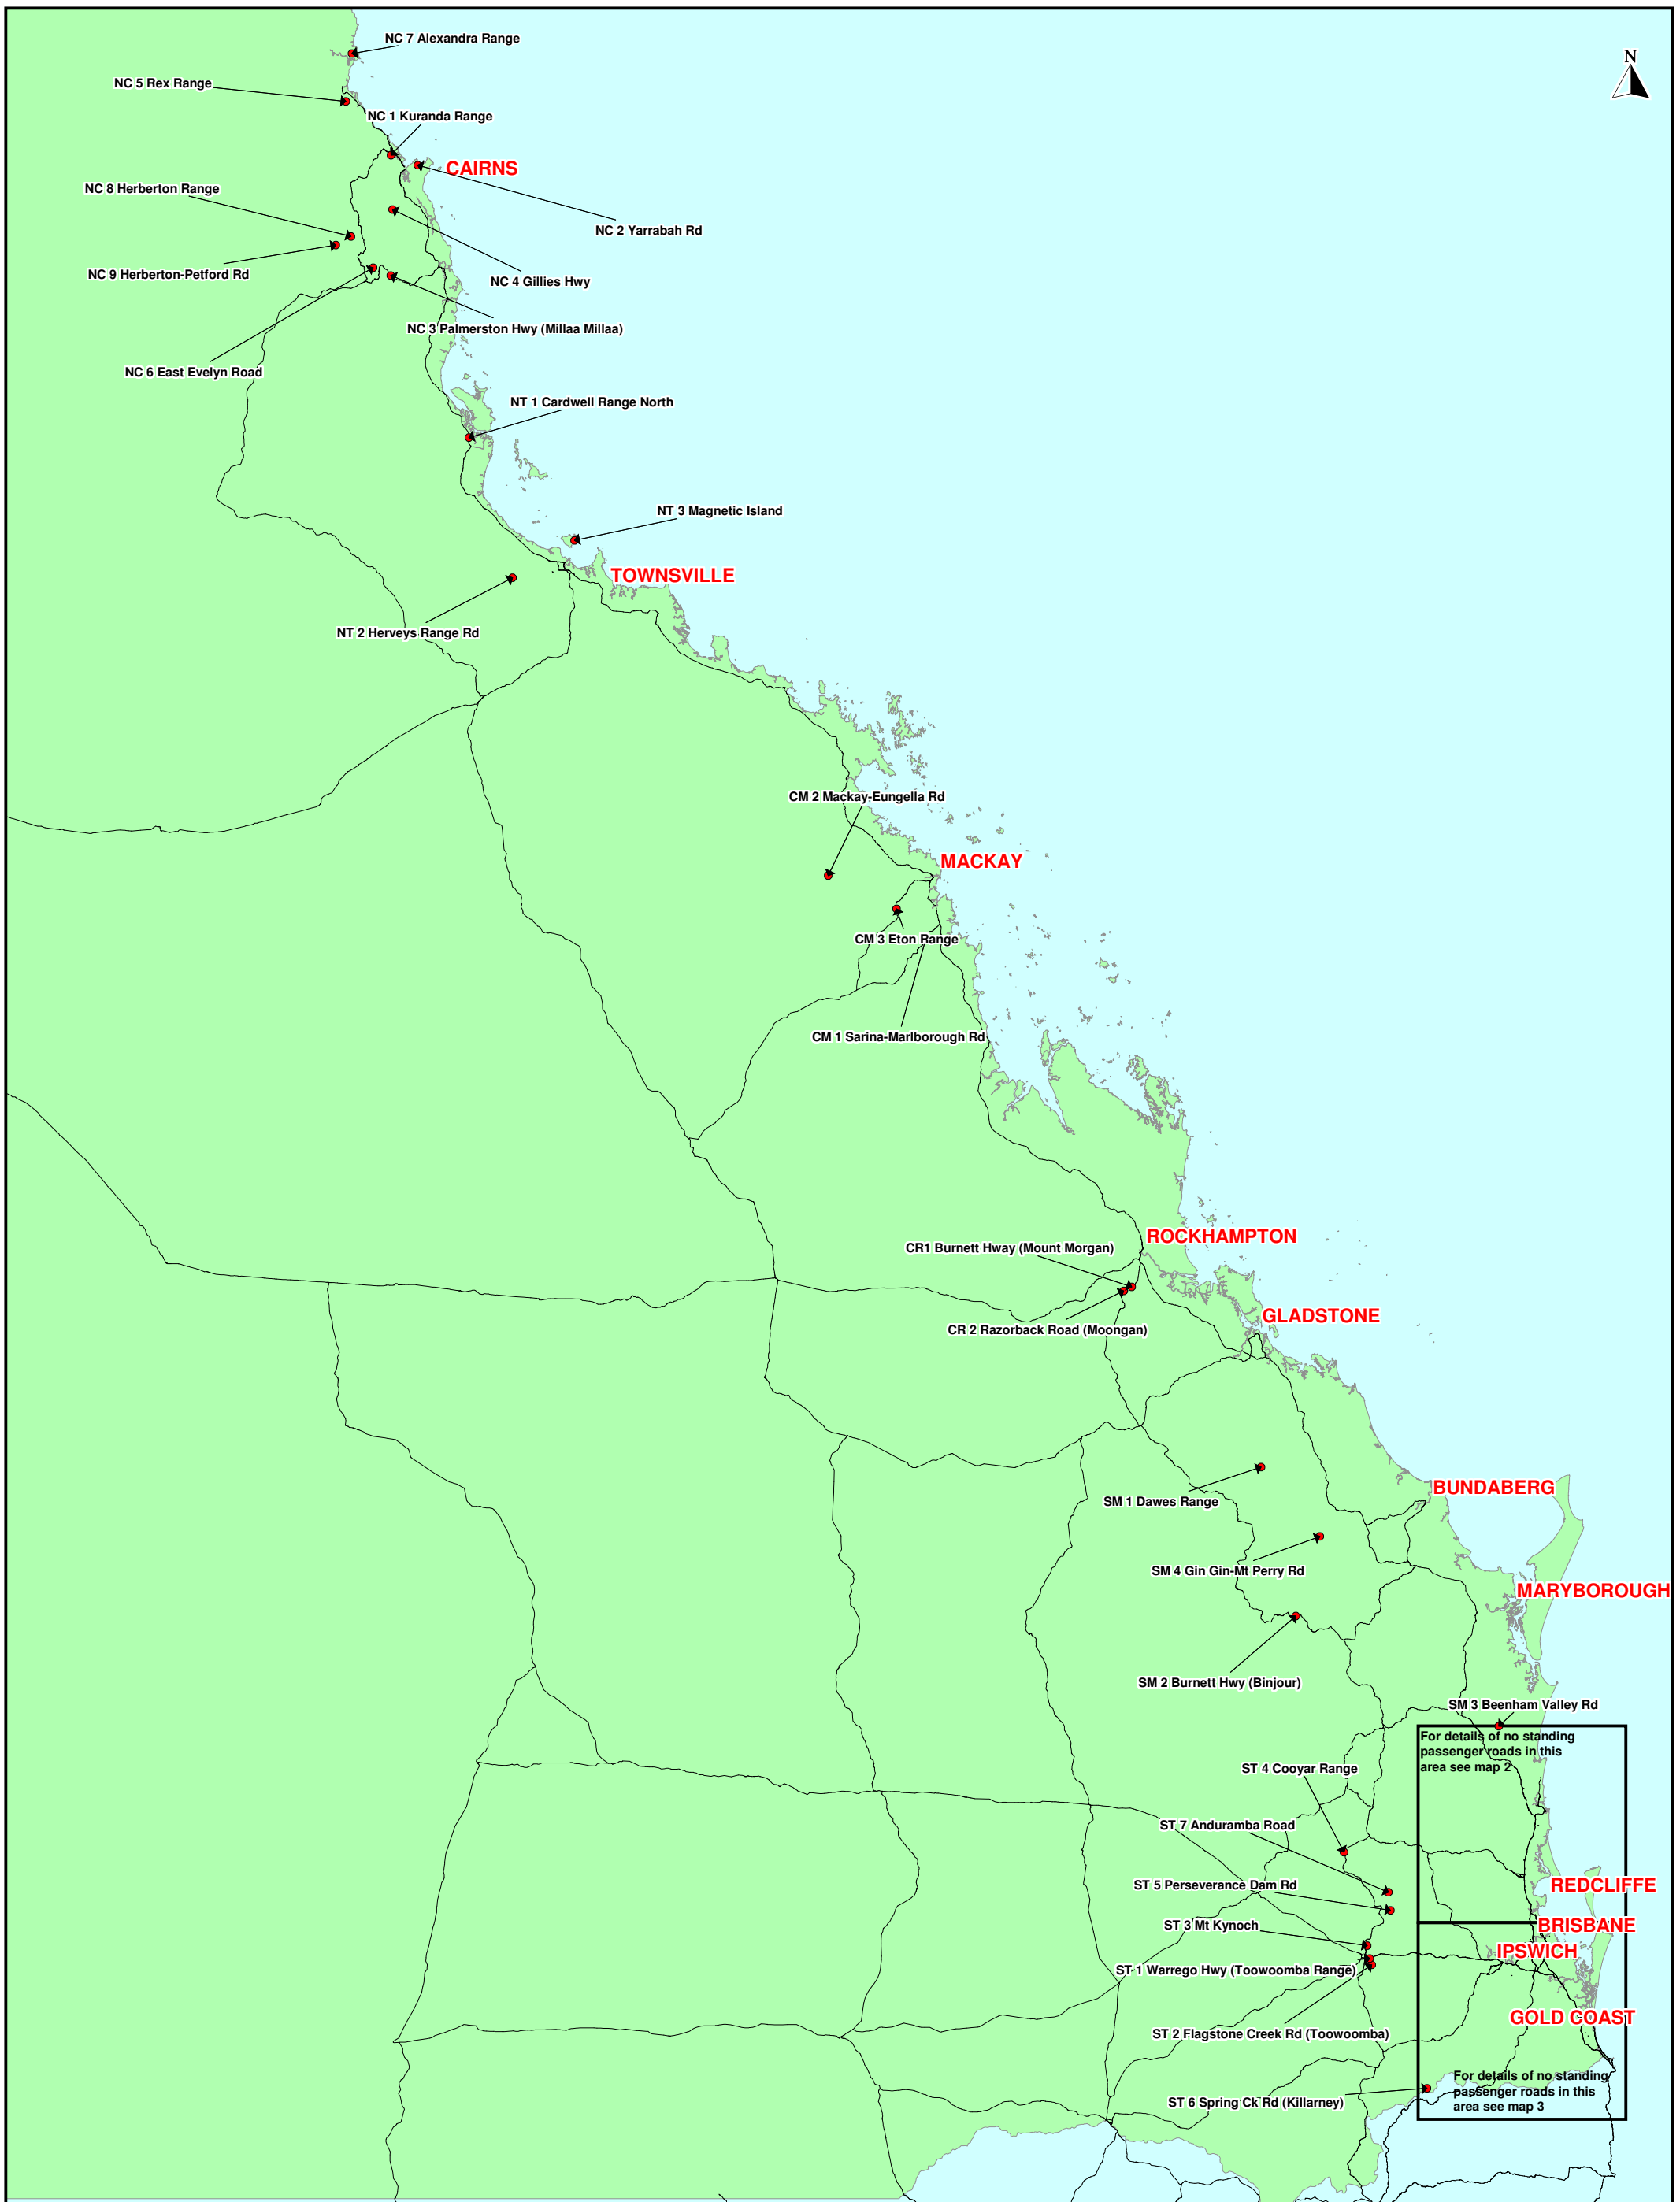 NC 7 Alexandra Range
N
NC 5 Rex Range
NC 1 Kuranda Range
CAIRNS
NC 8 Herberton Range
NC 2 Yarrabah Rd
NC 9 Herberton-Petford Rd
NC 4 Gillies Hwy
NC 3 Palmerston Hwy (Millaa Millaa)
NC 6 East Evelyn Road
NT 1 Cardwell Range North
NT 3 Magnetic Island
TOWNSVILLE
NT 2 Herveys Range Rd
CM 2 Mackay-Eungella Rd
MACKAY
CM 3 Eton Range
CM 1 Sarina-Marlborough Rd
ROCKHAMPTON
CR1 Burnett Hway (Mount Morgan)
GLADSTONE
CR 2 Razorback Road (Moongan)
BUNDABERG
SM 1 Dawes Range
SM 4 Gin Gin-Mt Perry Rd
MARYBOROUGH
SM 2 Burnett Hwy (Binjour)
SM 3 Beenham Valley Rd
For details of no standing
passenger roads in this
area see map 2
ST 4 Cooyar Range
ST 7 Anduramba Road
ST 5 Perseverance Dam Rd
REDCLIFFE
ST 3 Mt Kynoch
BRISBANE
IPSWICH
ST 1 Warrego Hwy (Toowoomba Range)
GOLD COAST
ST 2 Flagstone Creek Rd (Toowoomba)
For details of no standing
passenger roads in this
area see map 3
ST 6 Spring Ck Rd (Killarney)